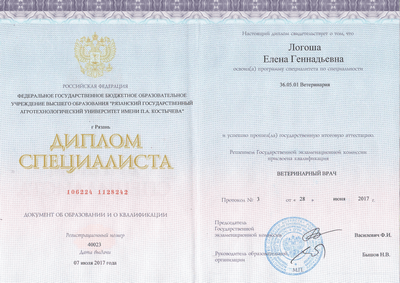 РОССИЙСКАЯ ФЕДЕРАЦИЯ
ФЕДЕРАЛЬНОЕ ГОСУДАРСТВЕННОЕ БЮДЖЕТНОЕ ОБРАЗОВАТЕЛЬНОЕ
УЧРЕЖДЕНИЕ ВЫСШЕГО ОБРАЗОВАНИЯ "РЯЗАНСКИЙ ГОСУДАРСТВЕННЫЙ
АГРОТЕХНОЛОГИЧЕСКИЙ УНИВЕРСИТЕТ ИМЕНИ П.А. КОСТЫЧЕВА"
г Рязань
ДИПЛОМ
СПЕЦИАЛИСТА
106224 1128242
ДОКУМЕНТ ОБ ОБРАЗОВАНИИ И О КВАЛИФИКАЦИИ
Регистрационный номер
40023
Дата выдачи
07 июля 2017 года
Настоящий диплом свидетельствует о том, что
Логоша
Елена Геннадьевна
освоил(а) программу специалитета по специальности
36.05.01 Ветеринария
и успешно прошел(ла) государственную итоговую аттестацию
Решением Государственной экзаменационной комиссии
присвоена квалификация
ВЕТЕРИНАРНЫЙ ВРАЧ
Протокол № 3 от « 28 » июня 2017 г.
Председатель
Государственной
экзаменационной комиссии Василевич Ф.И.
Руководитель образовательной
организации Бышов Н.В.
М.П.